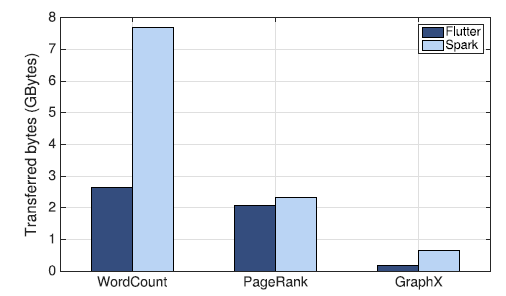 Flutter
Spark
Transferred bytes (GBytes)
8
7
6
5
4
3
2
1
0
WordCount PageRank GraphX